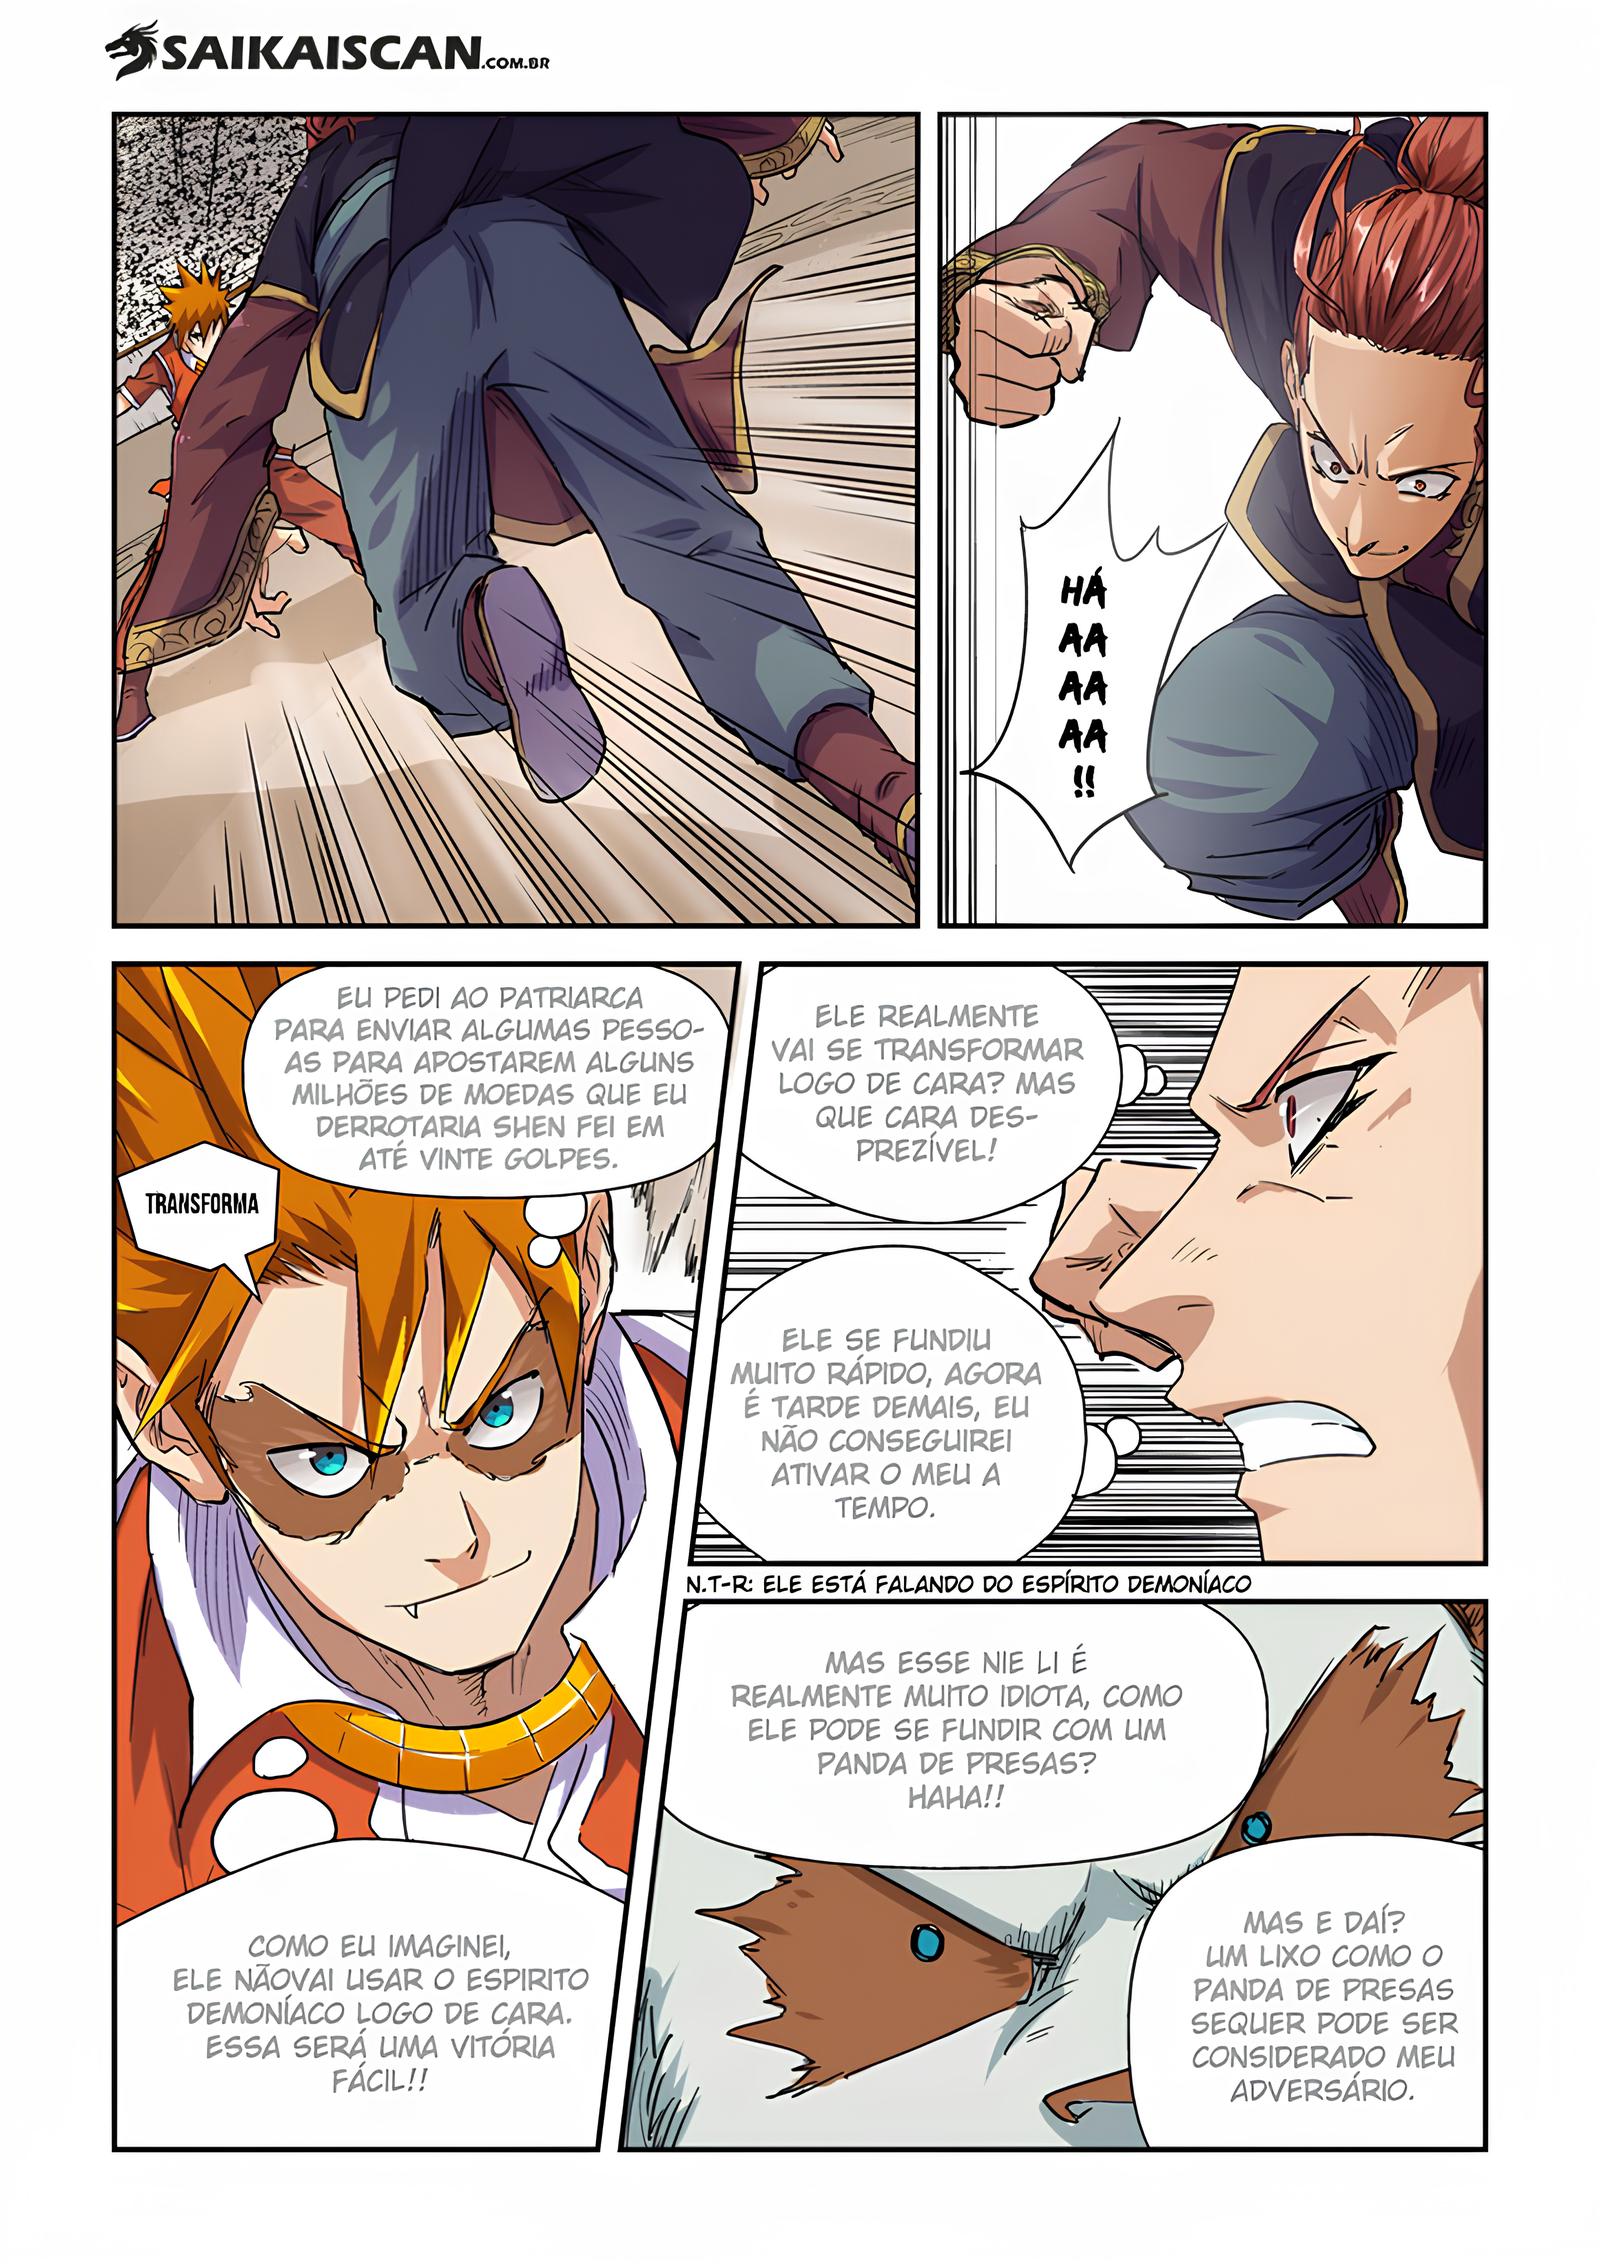 SAIKAISCAN.COM.BR
HÁ
AA
AA
AA
!!
EU PEDI AO PATRIARCA
PARA ENVIAR ALGUMAS PESSO-
AS PARA APOSTAREM ALGUNS
MILHÕES DE MOEDAS QUE EU
DERROTARIA SHEN FEI EM
ATÉ VINTE GOLPES.
TRANSFORMA
COMO EU IMAGINEI,
ELE NÃOVAI USAR O ESPIRITO
DEMONÍACO LOGO DE CARA.
ESSA SERÁ UMA VITÓRIA
FÁCIL!!
ELE REALMENTE
VAI SE TRANSFORMAR
LOGO DE CARA? MAS
QUE CARA DES-
PREZÍVEL!
ELE SE FUNDIU
MUITO RÁPIDO, AGORA
É TARDE DEMAIS, EU
NÃO CONSEGUIREI
ATIVAR O MEU A
TEMPO.
N.T-R: ELE ESTÁ FALANDO DO ESPÍRITO DEMONÍACO
MAS ESSE NIE LI É
REALMENTE MUITO IDIOTA, COMO
ELE PODE SE FUNDIR COM UM
PANDA DE PRESAS?
HAHA!!
MAS E DAÍ?
UM LIXO COMO O
PANDA DE PRESAS
SEQUER PODE SER
CONSIDERADO MEU
ADVERSÁRIO.